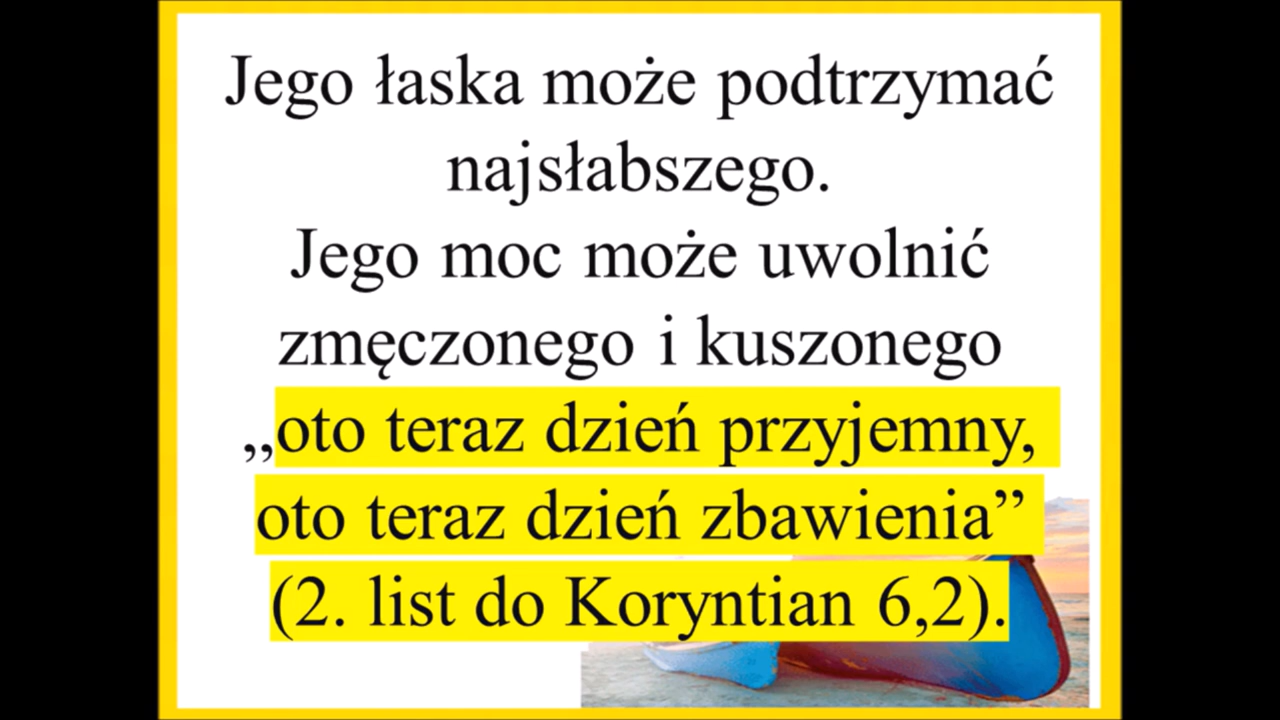 Jego łaska może podtrzymać
najsłabszego.
Jego moc może uwolnić
zmęczonego i kuszonego
„oto teraz dzień przyjemny,
oto teraz dzień zbawienia”
(2. list do Koryntian 6,2).